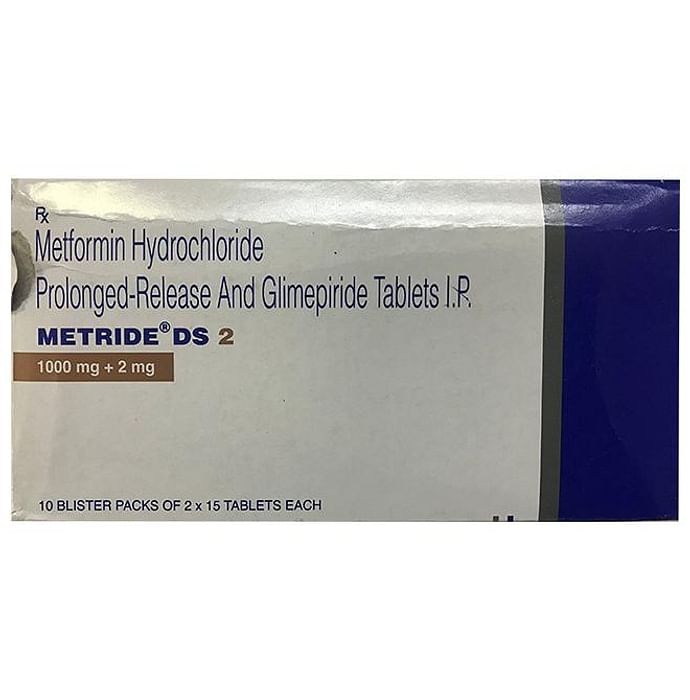 Rx
Metformin Hydrochloride
Prolonged-Release And Glimepiride Tablets I.P.
METRIDE® DS 2
1000 mg + 2 mg
10 BLISTER PACKS OF 2 x 15 TABLETS EACH